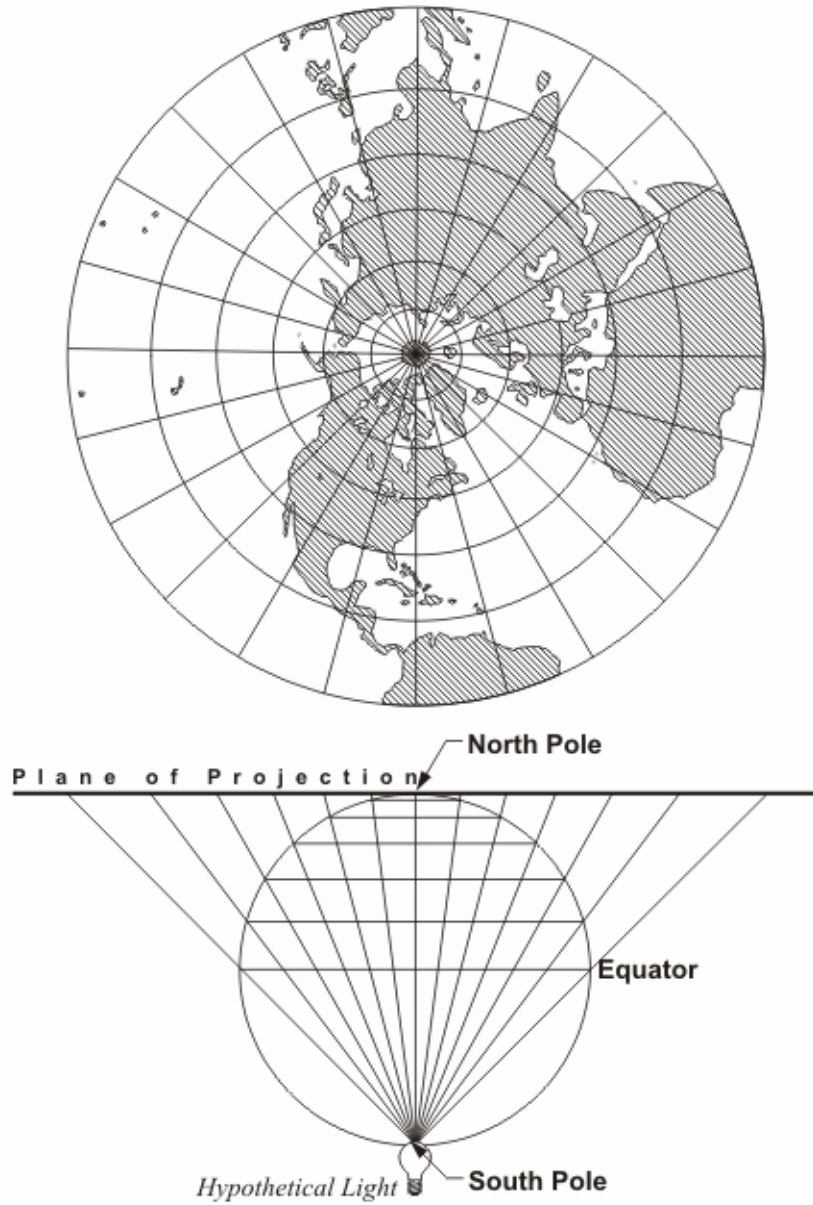 North Pole
Plane of Projection
Equator
South Pole
Hypothetical Light